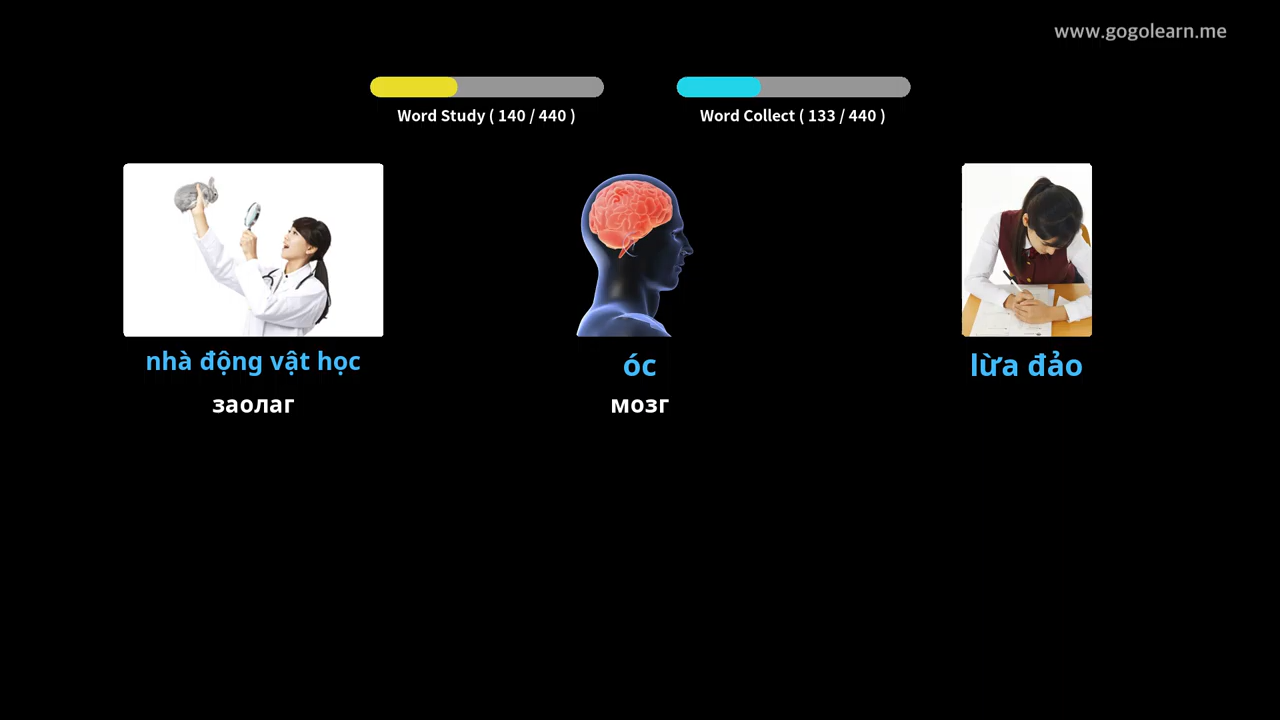 www.gogolearn.me
Word Study ( 140 / 440 )
Word Collect ( 133 / 440 )
nhà động vật học
óc
lừa đảo
заолаг
мозг